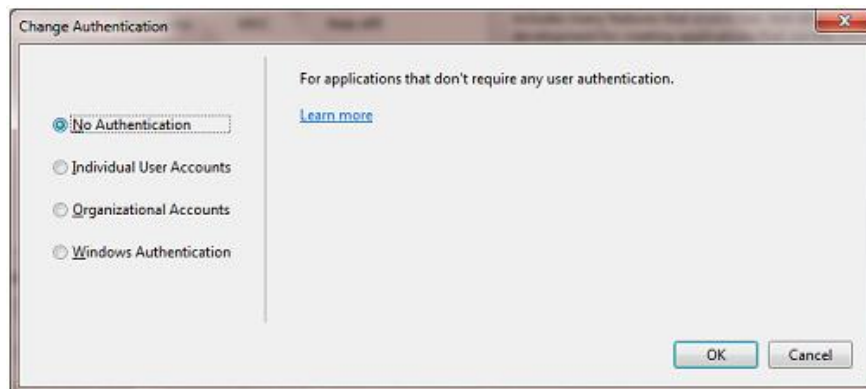 Change Authentication
For applications that don't require any user authentication.
Learn more
No Authentication
Individual User Accounts
Organizational Accounts
Windows Authentication
OK
Cancel